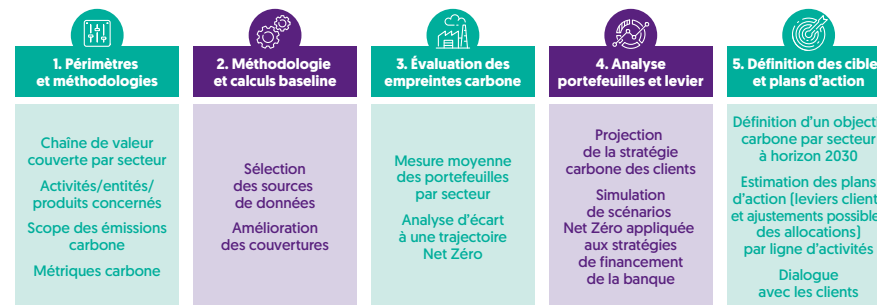 1. Périmètres
et méthodologies
Chaîne de valeur
couverte par secteur
Activités/entités/
produits concernés
Scope des émissions
carbone
Métriques carbone
2. Méthodologie
et calculs baseline
Sélection
des sources
de données
Amélioration
des couvertures
3. Évaluation des
empreintes carbone
Mesure moyenne
des portefeuilles
par secteur
Analyse d'écart
à une trajectoire
Net Zéro
4. Analyse
portefeuilles et levier
Projection
de la stratégie
carbone des clients
Simulation
de scénarios
Net Zéro appliquée
aux stratégies
de financement
de la banque
5. Définition des cible
et plans d'action
Définition d'un objecti
carbone par secteur
à horizon 2030
Estimation des plans
d'action (leviers client
et ajustements possible
des allocations)
par ligne d'activités
Dialogue
avec les clients